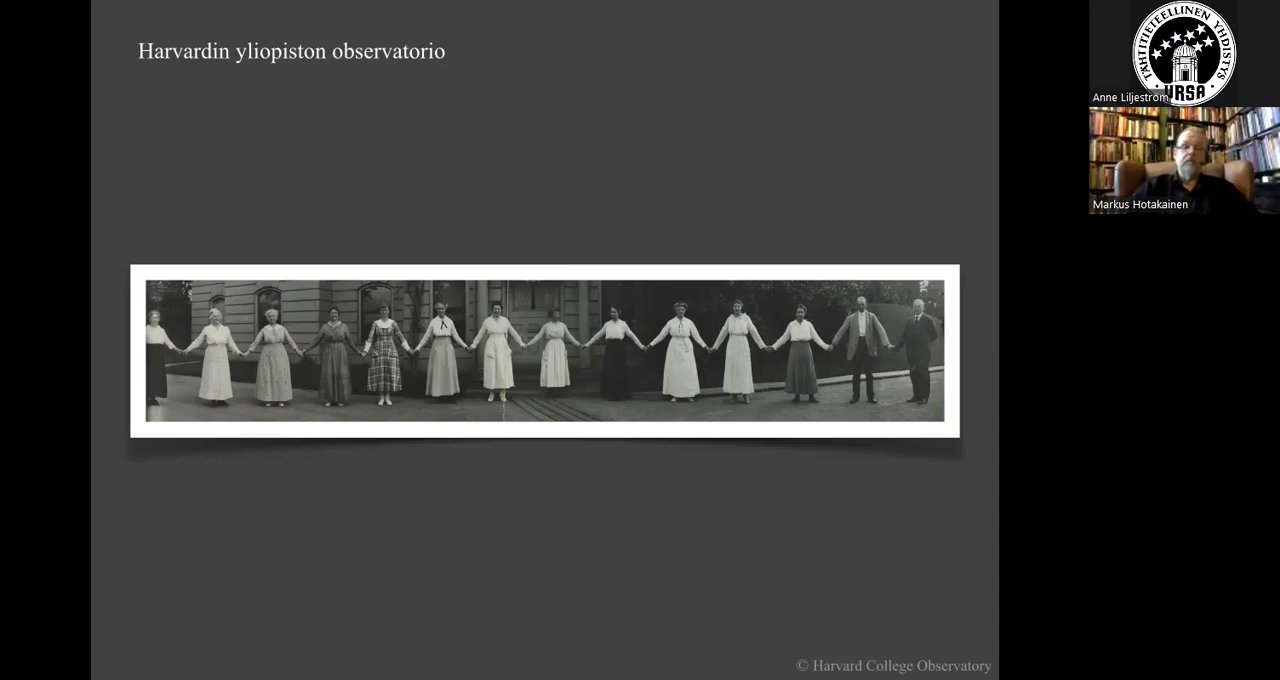 Harvardin yliopiston observatorio
© Harvard College Observatory
TÄHTITIETEELLINEN YHDISTYS
URSA
Anne Liljeström
Markus Hotakainen